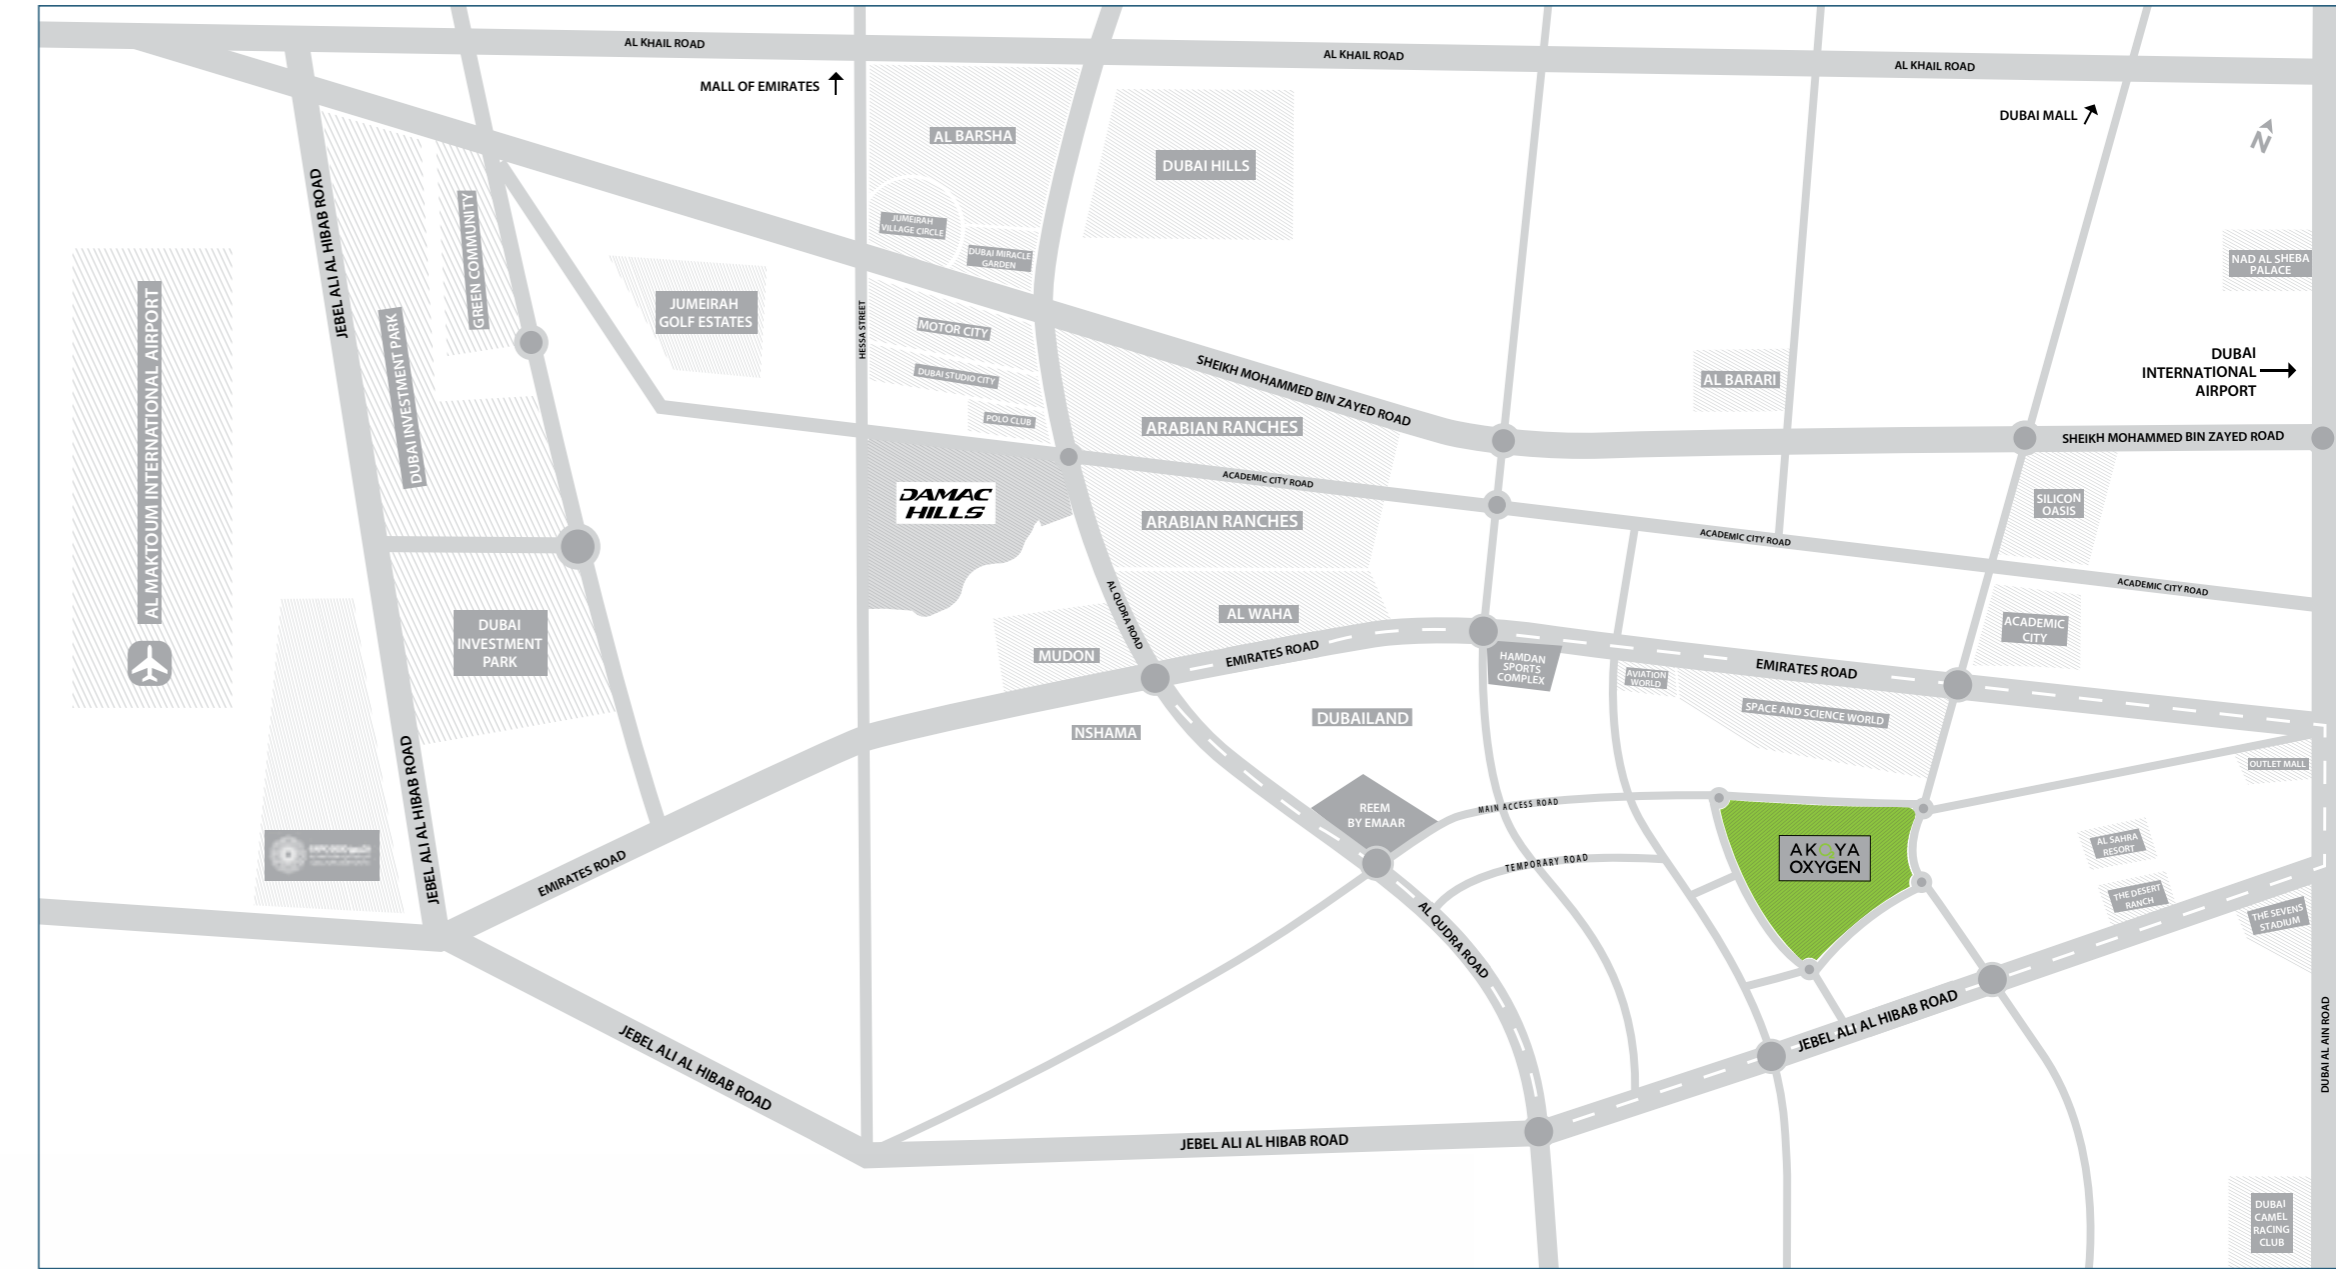 AL KHAIL ROAD
AL KHAIL ROAD
AL KHAIL ROAD
MALL OF EMIRATES
DUBAI MALL
N
AL BARSHA
DUBAI HILLS
JEBEL ALI AL HIBAB ROAD
GREEN COMMUNITY
JUMEIRAH
VILLAGE CIRCLE
DUBAI MIRACLE
GARDEN
NAD AL SHEBA
PALACE
AL MAKTOUM INTERNATIONAL AIRPORT
DUBAI INVESTMENT PARK
JUMEIRAH
GOLF ESTATES
HESSA STREET
MOTOR CITY
DUBAI STUDIO CITY
POLO CLUB
SHEIKH MOHAMMED BIN ZAYED ROAD
AL BARARI
DUBAI
INTERNATIONAL
AIRPORT
ARABIAN RANCHES
SHEIKH MOHAMMED BIN ZAYED ROAD
ACADEMIC CITY ROAD
DAMAC
HILLS
ARABIAN RANCHES
SILICON
OASIS
ACADEMIC CITY ROAD
ACADEMIC CITY ROAD
AL QUDRA ROAD
AL WAHA
DUBAI
INVESTMENT
PARK
ACADEMIC
CITY
MUDON
EMIRATES ROAD
HAMDAN
SPORTS
COMPLEX
AVIATION
WORLD
EMIRATES ROAD
SPACE AND SCIENCE WORLD
NSHAMA
DUBAILAND
JEBEL ALI AL HIBAB ROAD
OUTLET MALL
REEM
BY EMAAR
MAIN ACCESS ROAD
AKOYA
OXYGEN
AL SAHRA
RESORT
EMIRATES ROAD
TEMPORARY ROAD
THE DESERT
RANCH
THE SEVENS
STADIUM
AL QUDRA ROAD
JEBEL ALI AL HIBAB ROAD
JEBEL ALI AL HIBAB ROAD
DUBAI AL AIN ROAD
JEBEL ALI AL HIBAB ROAD
DUBAI
CAMEL
RACING
CLUB